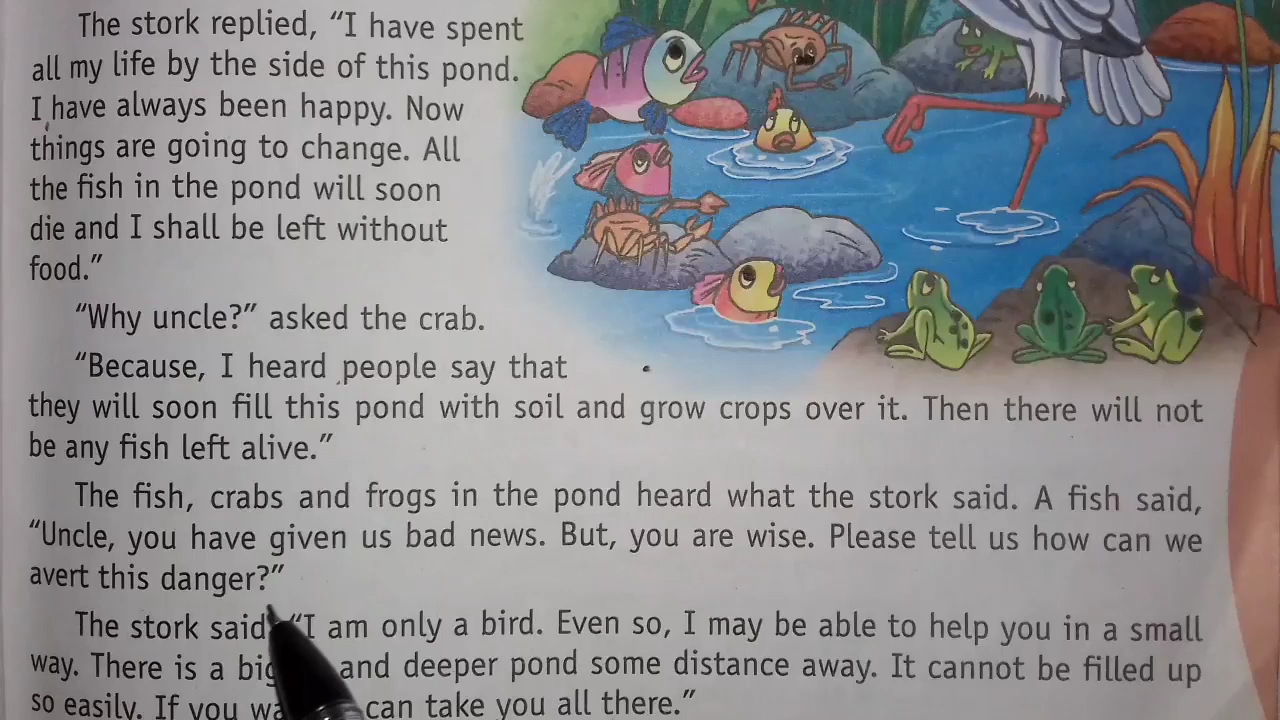 The stork replied, “I have spent
all my life by the side of this pond.
I have always been happy. Now
things are going to change. All
the fish in the pond will soon
die and I shall be left without
food.”
“Why uncle?” asked the crab.
“Because, I heard people say that
they will soon fill this pond with soil and grow crops over it. Then there will not
be any fish left alive.”
The fish, crabs and frogs in the pond heard what the stork said. A fish said,
“Uncle, you have given us bad news. But, you are wise. Please tell us how can we
avert this danger?”
The stork said “I am only a bird. Even so, I may be able to help you in a small
way. There is a and deeper pond some distance away. It cannot be filled up
so easily. If you can take you all there.”